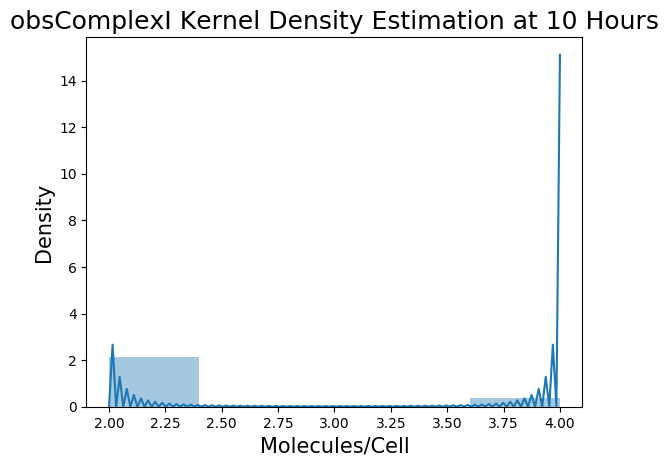 obsComplexI Kernel Density Estimation at 10 Hours
14
12
10
8
6
4
2
0
Density
2.00 2.25 2.50 2.75 3.00 3.25 3.50 3.75 4.00
Molecules/Cell